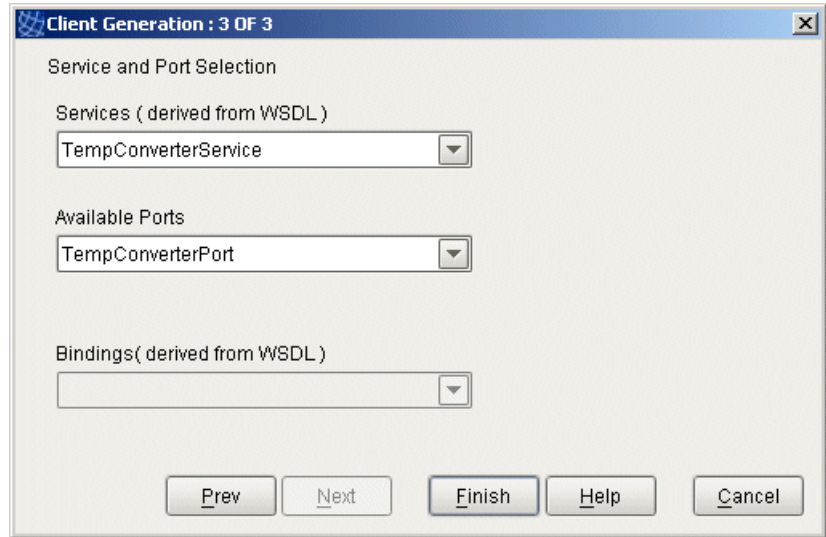 Client Generation : 3 OF 3
Service and Port Selection
Services ( derived from WSDL )
TempConverterService
Available Ports
TempConverterPort
Bindings( derived from WSDL )
Prev Next Finish Help Cancel